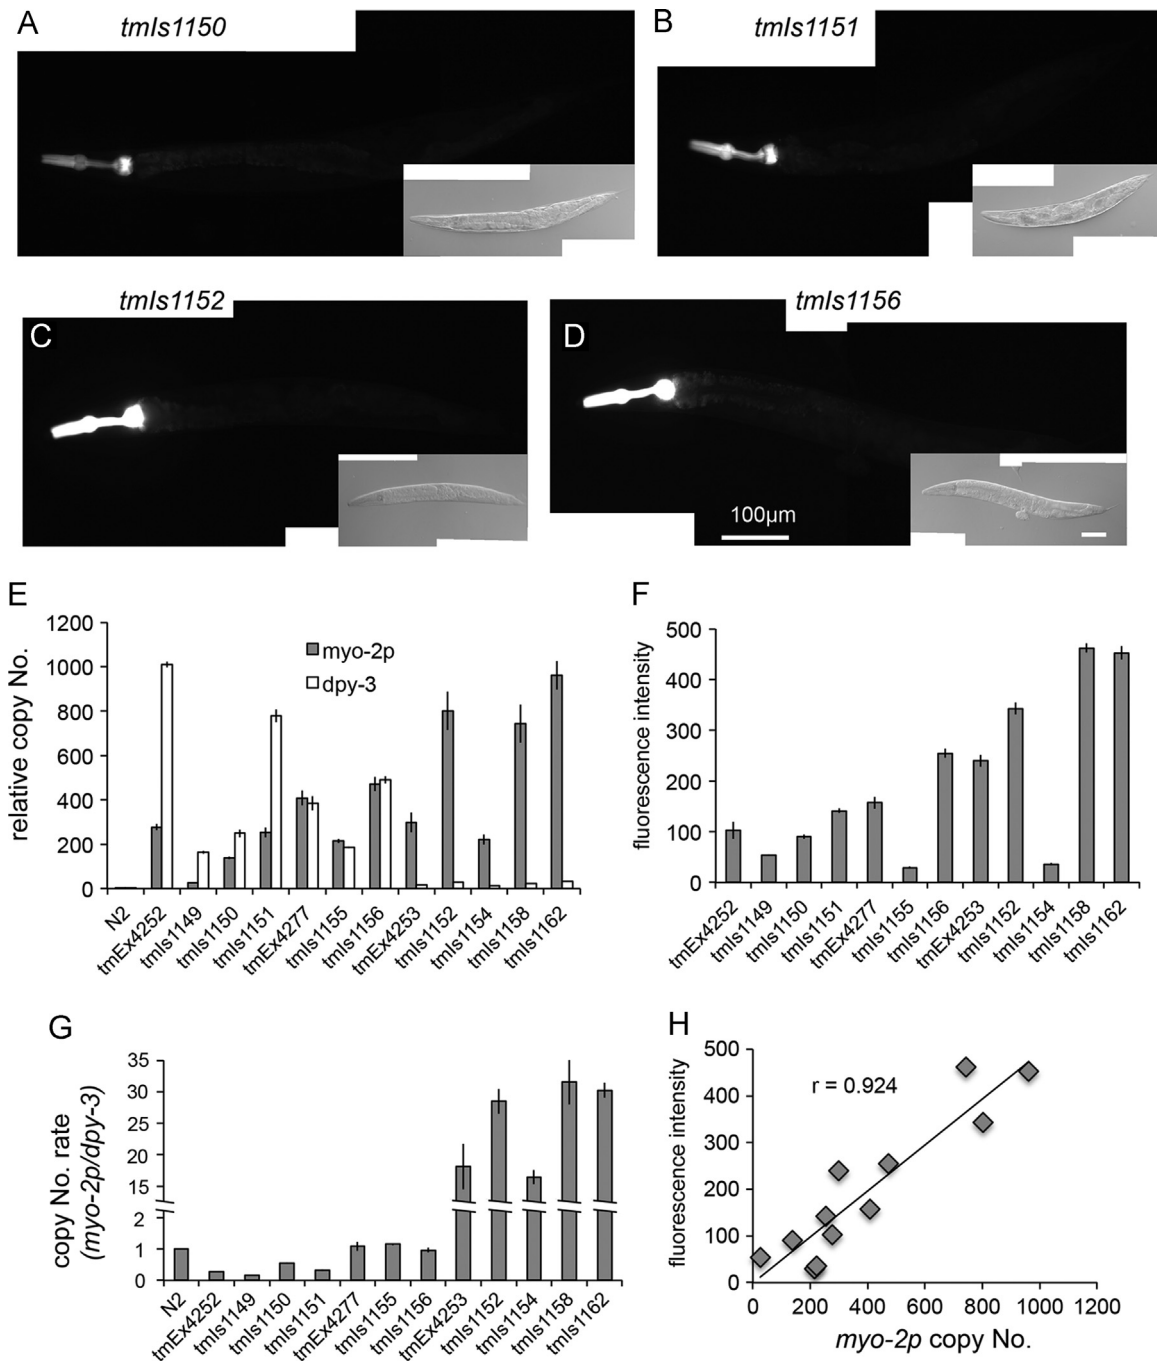 A
tmIs1150
B
tmIs1151
C
tmIs1152
D
tmIs1156
100µm
E
relative copy No.
1200
1000
800
600
400
200
0
myo-2p
dpy-3
N2
tmEx4252
tmIs1149
tmIs1150
tmIs1151
tmEx4277
tmIs1155
tmIs1156
tmEx4253
tmIs1152
tmIs1154
tmIs1158
tmIs1162
F
fluorescence intensity
500
400
300
200
100
0
tmEx4252
tmIs1149
tmIs1150
tmIs1151
tmEx4277
tmIs1155
tmIs1156
tmEx4253
tmIs1152
tmIs1154
tmIs1158
tmIs1162
G
copy No. rate
(myo-2p/dpy-3)
35
30
25
20
15
2
1
0
N2
tmEx4252
tmIs1149
tmIs1150
tmIs1151
tmEx4277
tmIs1155
tmIs1156
tmEx4253
tmIs1152
tmIs1154
tmIs1158
tmIs1162
H
fluorescence intensity
500
400
300
200
100
0
r = 0.924
0
200
400
600
800
1000
1200
myo-2p copy No.